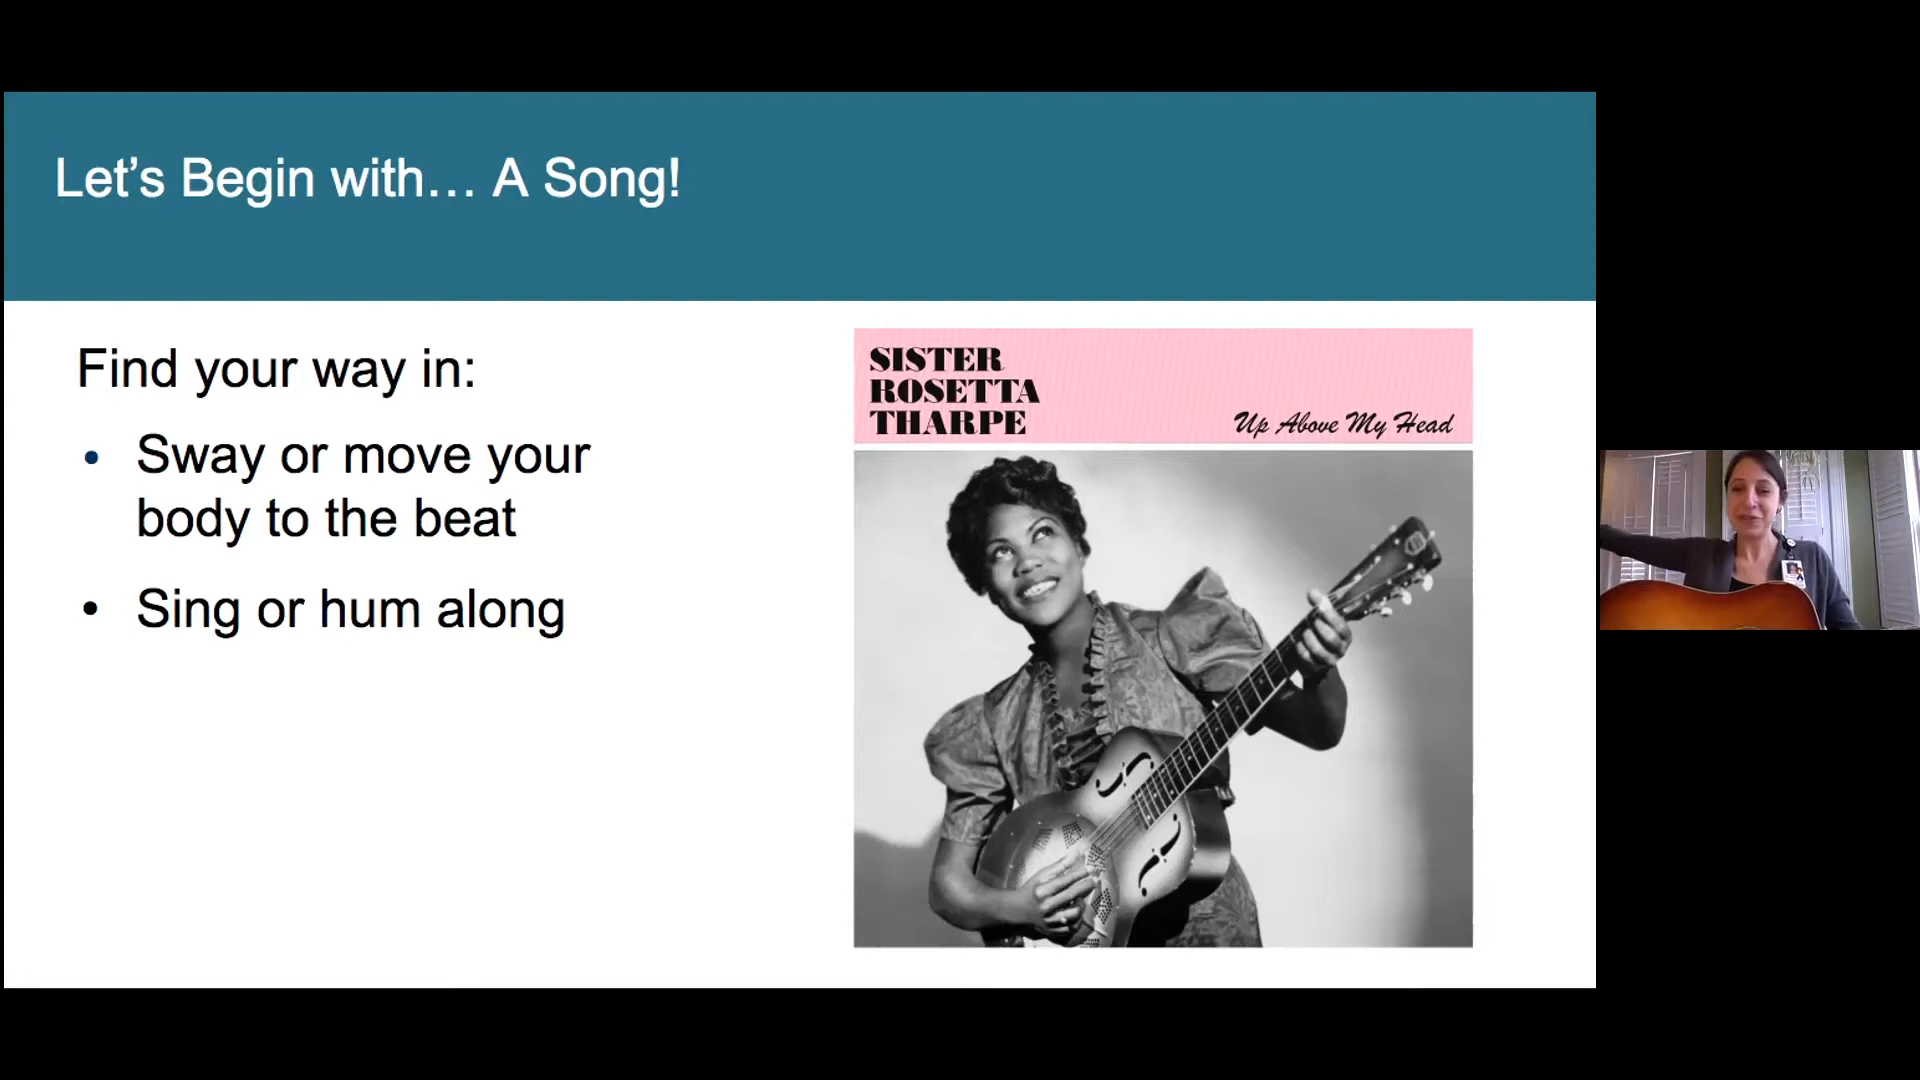 Let’s Begin with… A Song!
Find your way in:
• Sway or move your
body to the beat
• Sing or hum along
SISTER
ROSETTA
THARPE
Up Above My Head